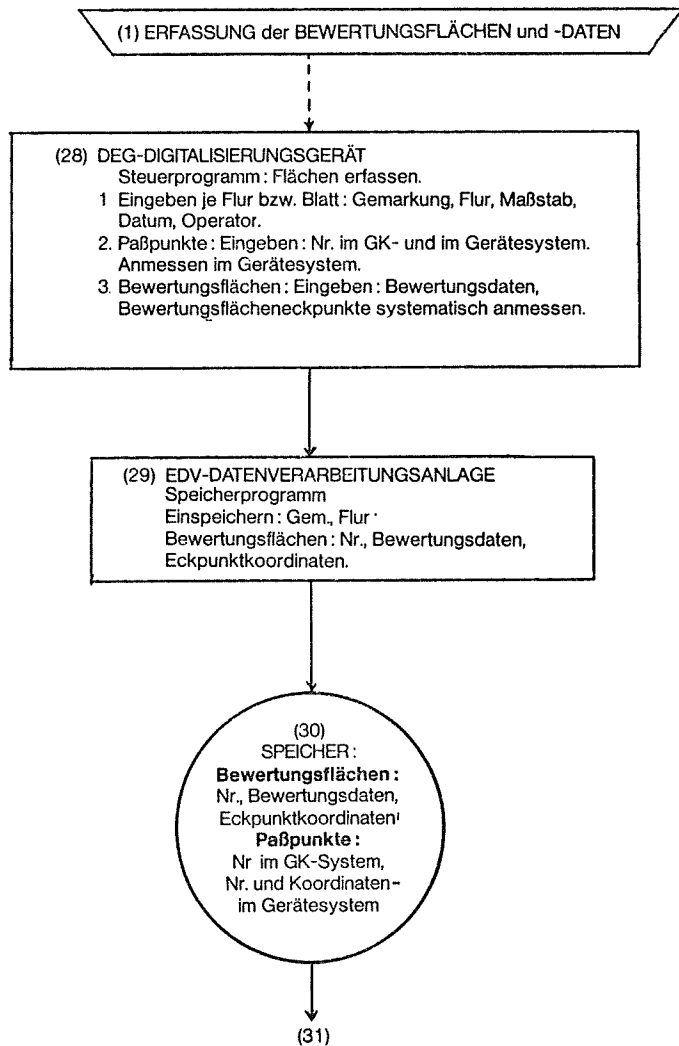 (1) ERFASSUNG der BEWERTUNGSFLÄCHEN und -DATEN
(28) DEG-DIGITALISIERUNGSGERÄT
Steuerprogramm: Flächen erfassen.
1 Eingeben je Flur bzw. Blatt: Gemarkung, Flur, Maßstab,
Datum, Operator.
2. Paßpunkte: Eingeben: Nr. im GK- und im Gerätesystem.
Anmessen im Gerätesystem.
3. Bewertungsflächen: Eingeben: Bewertungsdaten,
Bewertungsflächeneckpunkte systematisch anmessen.
(29) EDV-DATENVERARBEITUNGSANLAGE
Speicherprogramm
Einspeichern: Gem., Flur
Bewertungsflächen: Nr., Bewertungsdaten,
Eckpunktkoordinaten.
(30)
SPEICHER:
Bewertungsflächen:
Nr., Bewertungsdaten,
Eckpunktkoordinaten
Paßpunkte:
Nr im GK-System,
Nr. und Koordinaten-
im Gerätesystem
(31)